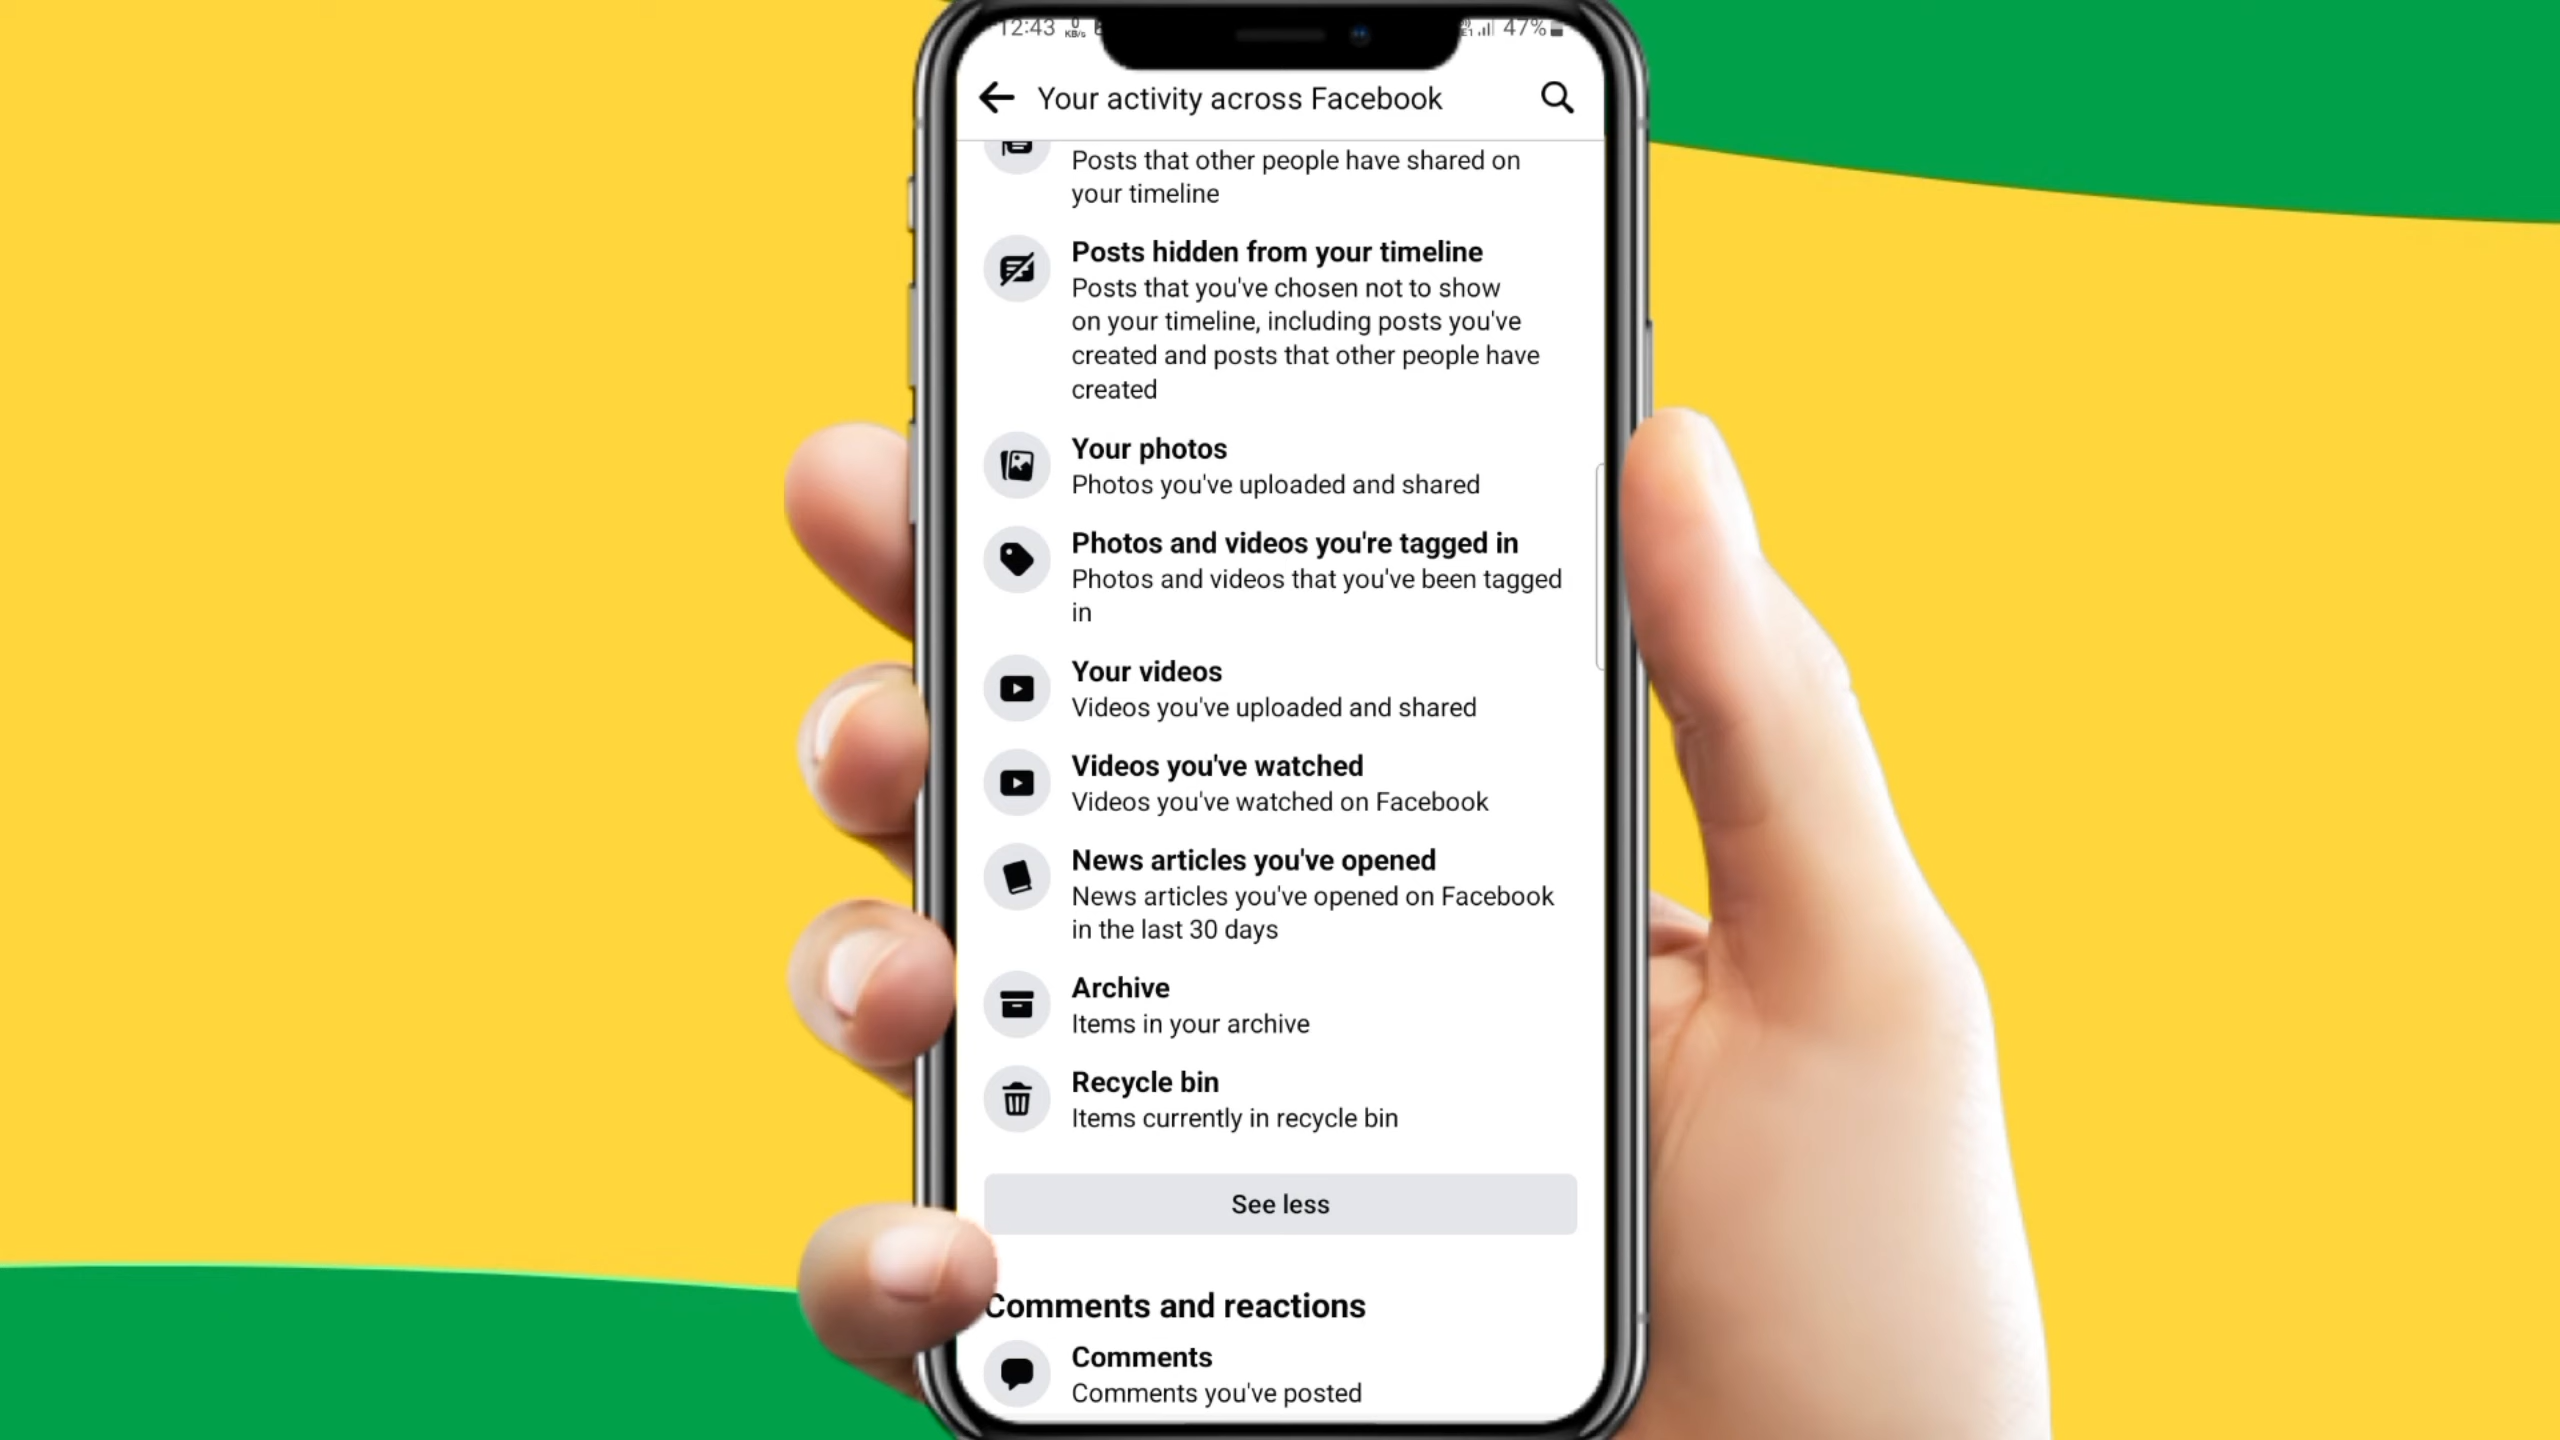 12:43
0
KB/s
47%
Your activity across Facebook
Posts that other people have shared on
your timeline
Posts hidden from your timeline
Posts that you've chosen not to show
on your timeline, including posts you've
created and posts that other people have
created
Your photos
Photos you've uploaded and shared
Photos and videos you're tagged in
Photos and videos that you've been tagged
in
Your videos
Videos you've uploaded and shared
Videos you've watched
Videos you've watched on Facebook
News articles you've opened
News articles you've opened on Facebook
in the last 30 days
Archive
Items in your archive
Recycle bin
Items currently in recycle bin
See less
Comments and reactions
Comments
Comments you've posted